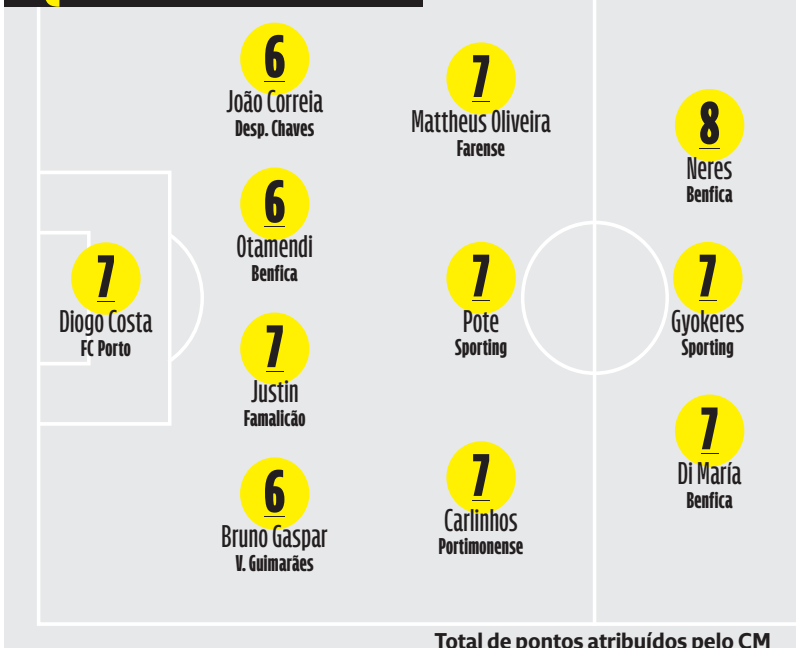 7
Diogo Costa
FC Porto
6
João Correia
Desp. Chaves
6
Otamendi
Benfica
7
Justin
Famalicão
6
Bruno Gaspar
V. Guimarães
7
Mattheus Oliveira
Farense
7
Pote
Sporting
7
Carlinhos
Portimonense
8
Neres
Benfica
7
Gyokeres
Sporting
7
Di María
Benfica
Total de pontos atribuídos pelo CM